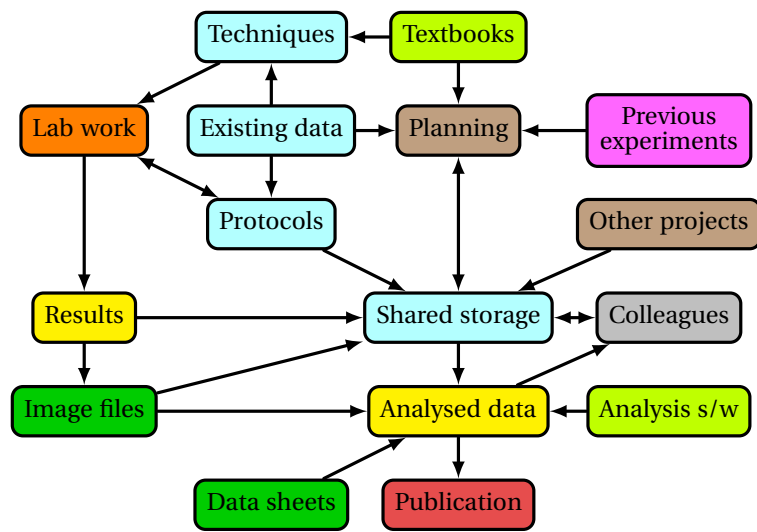 Techniques
Textbooks
Lab work
Existing data
Planning
Previous
experiments
Protocols
Other projects
Results
Shared storage
Colleagues
Image files
Analysed data
Analysis s/w
Data sheets
Publication